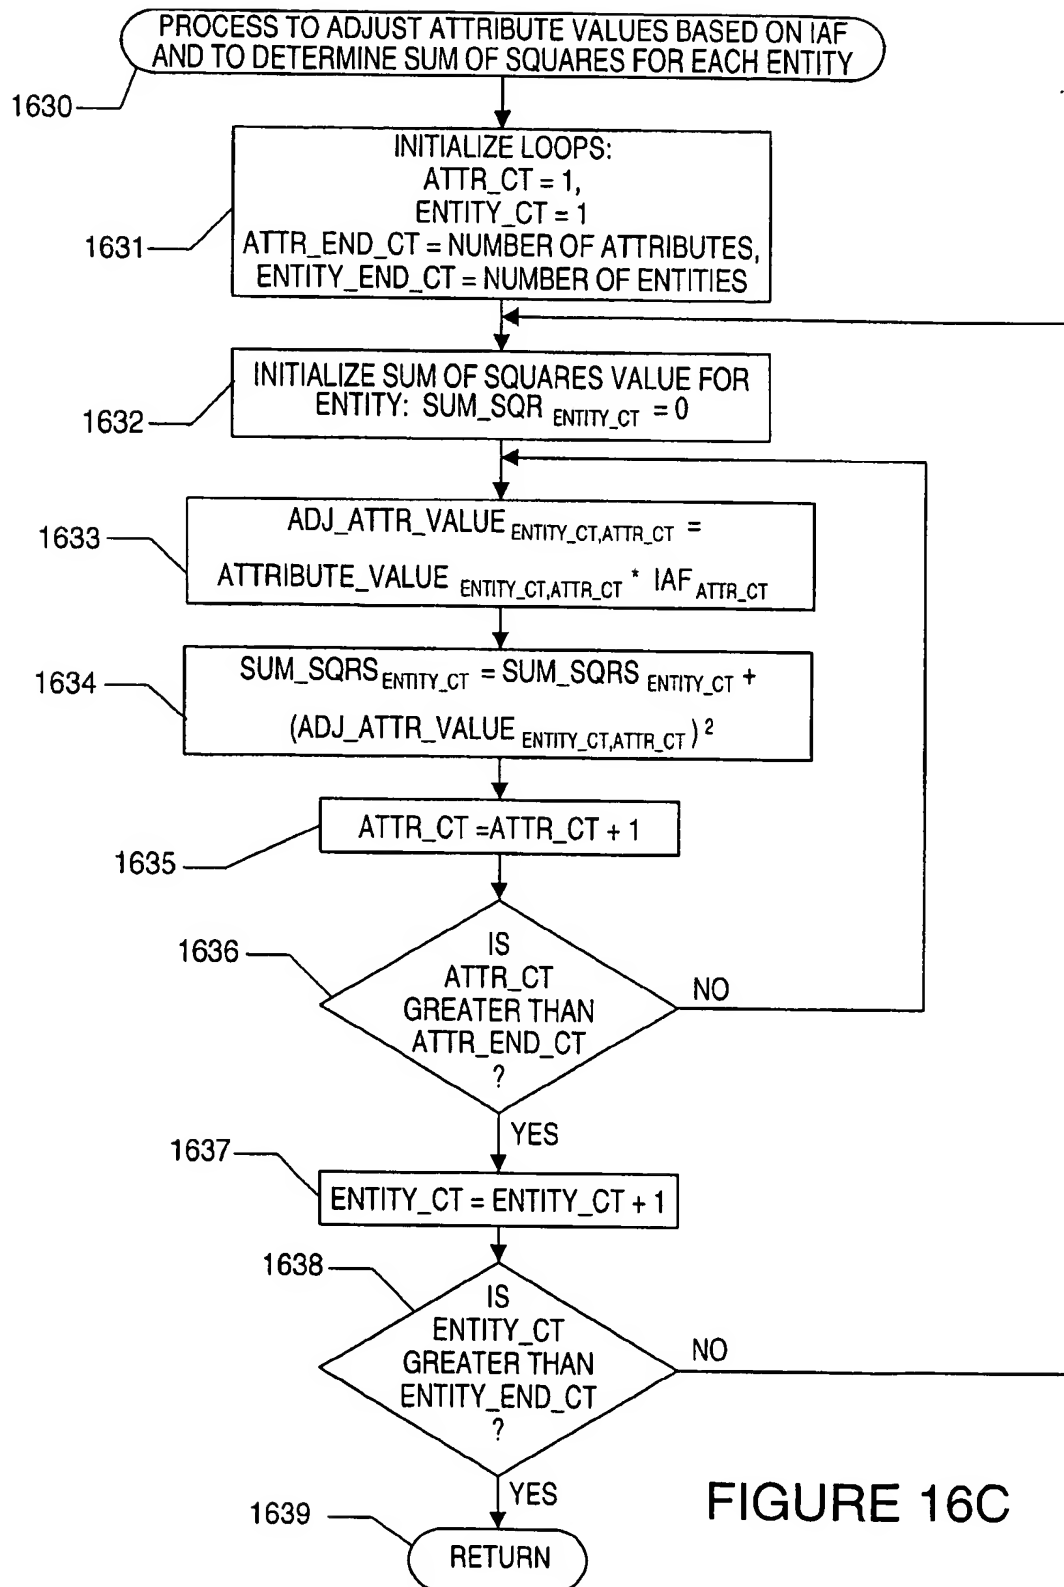 PROCESS TO ADJUST ATTRIBUTE VALUES BASED ON IAF
AND TO DETERMINE SUM OF SQUARES FOR EACH ENTITY
1630
INITIALIZE LOOPS:
ATTR_CT = 1,
ENTITY_CT = 1
ATTR_END_CT = NUMBER OF ATTRIBUTES,
ENTITY_END_CT = NUMBER OF ENTITIES
1631
INITIALIZE SUM OF SQUARES VALUE FOR
ENTITY: SUM_SQR ENTITY_CT = 0
1632
ADJ_ATTR_VALUE ENTITY_CT,ATTR_CT =
ATTRIBUTE_VALUE ENTITY_CT,ATTR_CT * IAF ATTR_CT
1633
SUM_SQRS ENTITY_CT = SUM_SQRS ENTITY_CT +
(ADJ_ATTR_VALUE ENTITY_CT,ATTR_CT ) 2
1634
ATTR_CT =ATTR_CT + 1
1635
IS
ATTR_CT
GREATER THAN
ATTR_END_CT
?
1636
NO
YES
1637
ENTITY_CT = ENTITY_CT + 1
1638
IS
ENTITY_CT
GREATER THAN
ENTITY_END_CT
?
NO
YES
1639
RETURN
FIGURE 16C